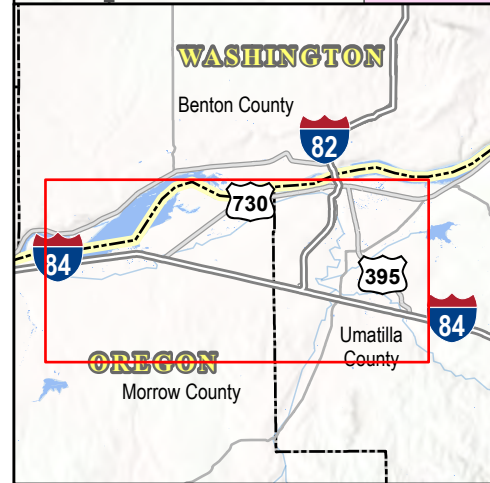 WASHINGTON
Benton County
82
730
84
395
84
Umatilla
County
OREGON
Morrow County